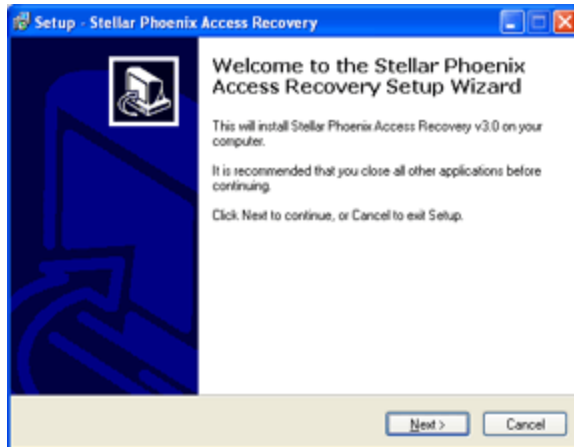 Setup - Stellar Phoenix Access Recovery
Welcome to the Stellar Phoenix
Access Recovery Setup Wizard
This will install Stellar Phoenix Access Recovery v3.0 on your
computer.
It is recommended that you close all other applications before
continuing.
Click Next to continue, or Cancel to exit Setup.
Next >
Cancel